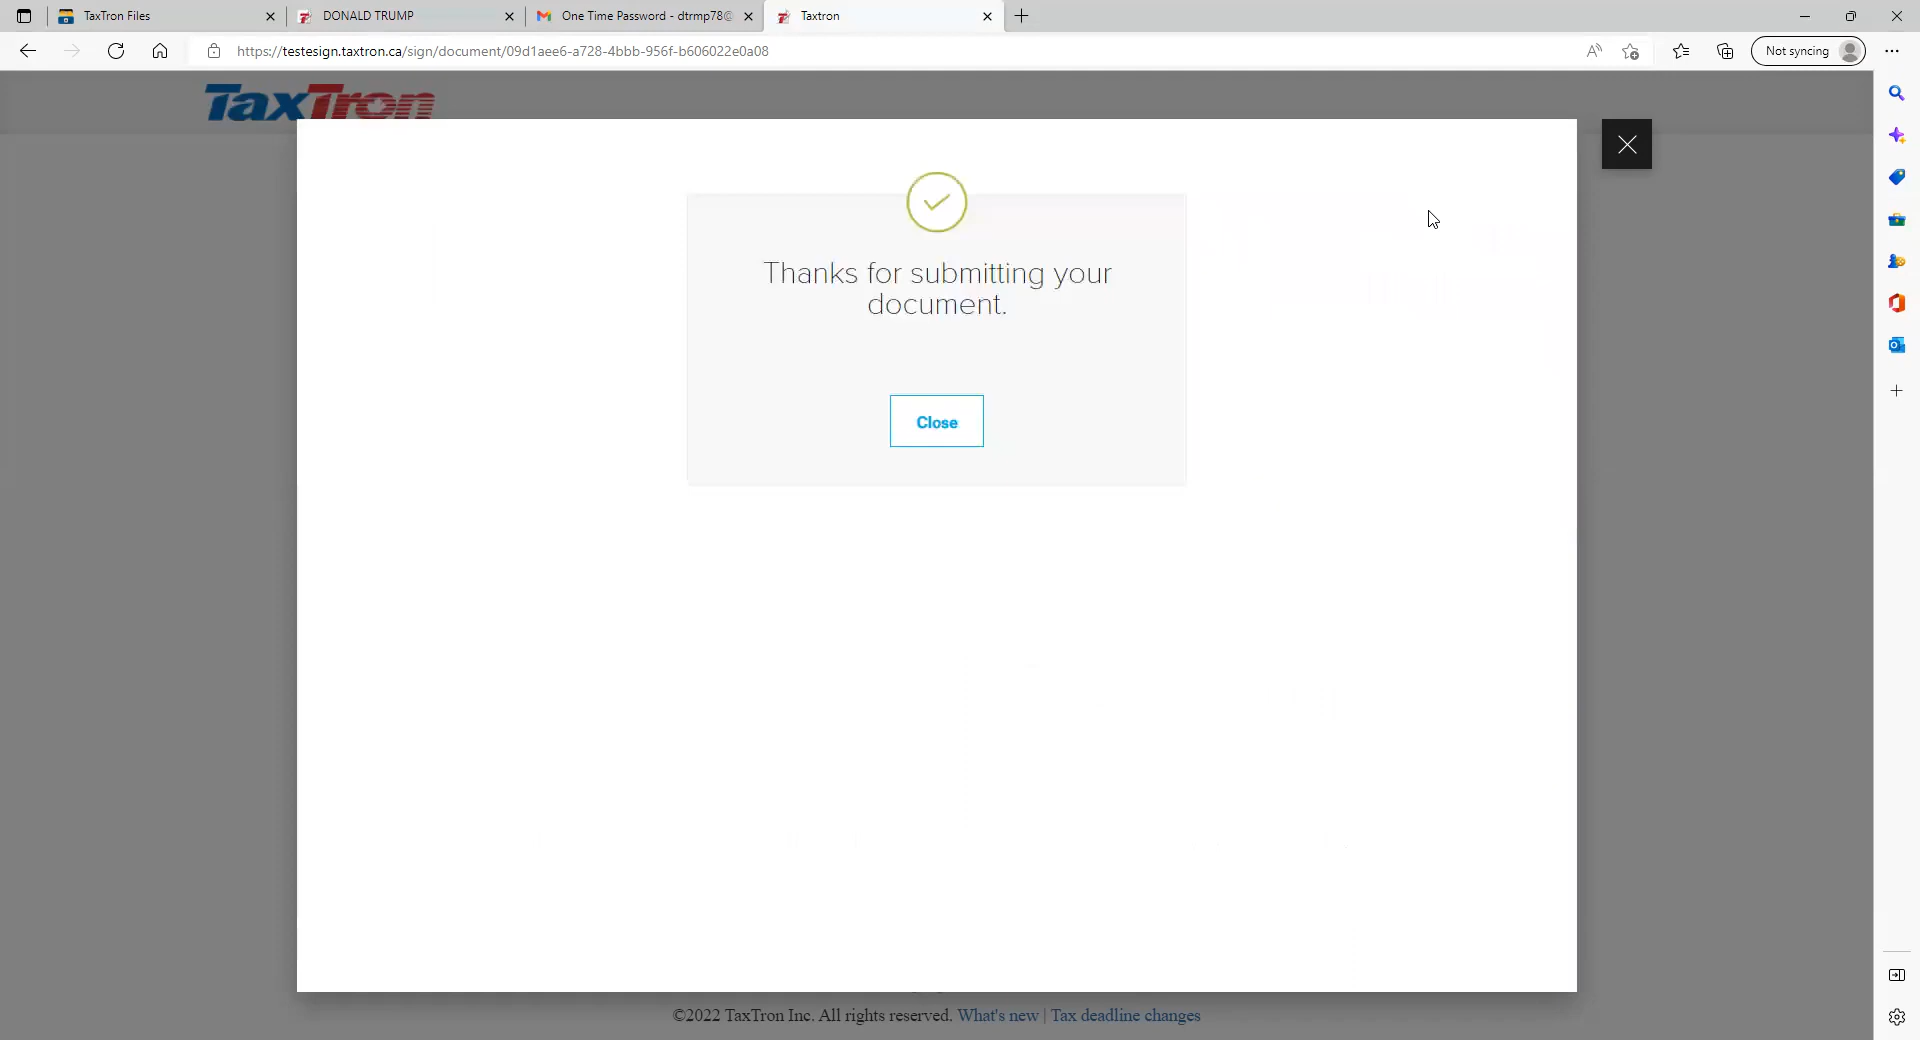 TaxTron Files
DONALD TRUMP
One Time Password - dtrmp78@
Taxtron
https://testesign.taxtron.ca/sign/document/09d1aee6-a728-4bbb-956f-b606022e0a08
Not syncing
TaxTron
Thanks for submitting your
document.
Close
©2022 TaxTron Inc. All rights reserved. What's new | Tax deadline changes